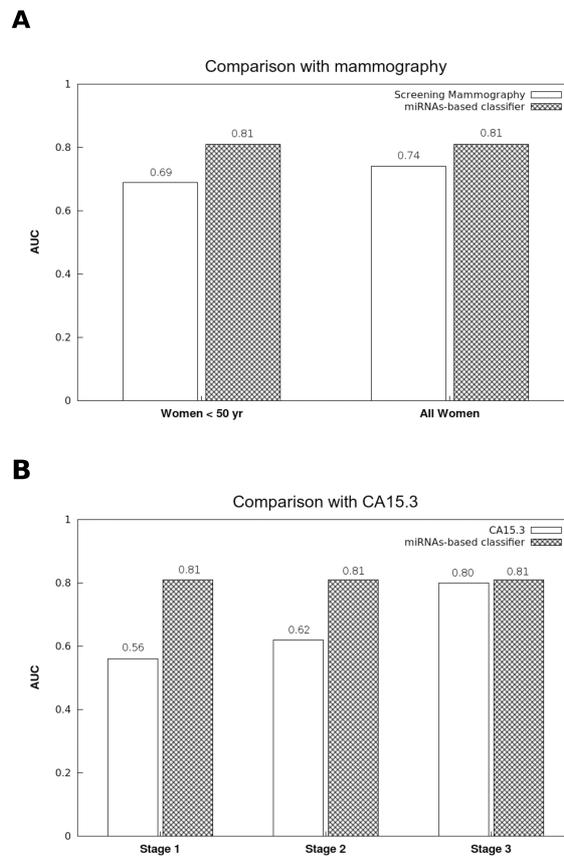 A
Comparison with mammography
1
0.8
0.6
0.4
0.2
0
AUC
Screening Mammography
miRNAs-based classifier
0.69
0.81
0.74
0.81
Women < 50 yr
All Women
B
Comparison with CA15.3
1
0.8
0.6
0.4
0.2
0
AUC
CA15.3
miRNAs-based classifier
0.56
0.81
0.62
0.81
0.80
0.81
Stage 1
Stage 2
Stage 3